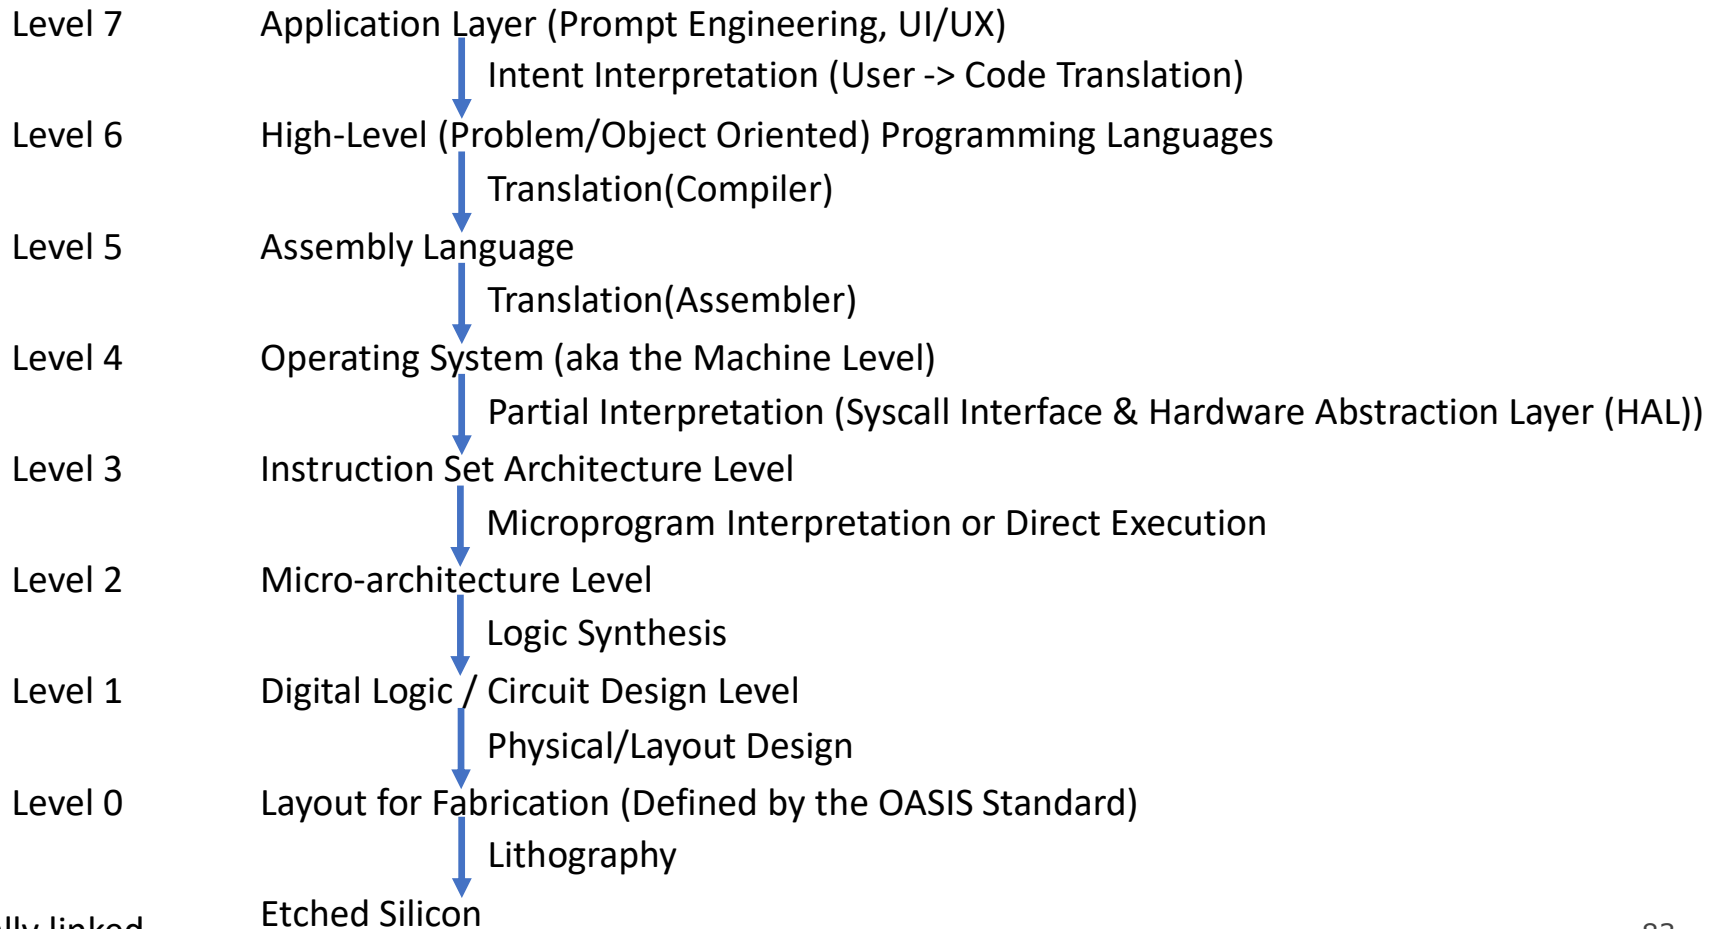 Level 7 Application Layer (Prompt Engineering, UI/UX)
Intent Interpretation (User -> Code Translation)
Level 6 High-Level (Problem/Object Oriented) Programming Languages
Translation(Compiler)
Level 5 Assembly Language
Translation(Assembler)
Level 4 Operating System (aka the Machine Level)
Partial Interpretation (Syscall Interface & Hardware Abstraction Layer (HAL))
Level 3 Instruction Set Architecture Level
Microprogram Interpretation or Direct Execution
Level 2 Micro-architecture Level
Logic Synthesis
Level 1 Digital Logic / Circuit Design Level
Physical/Layout Design
Level 0 Layout for Fabrication (Defined by the OASIS Standard)
Lithography
Etched Silicon
linked